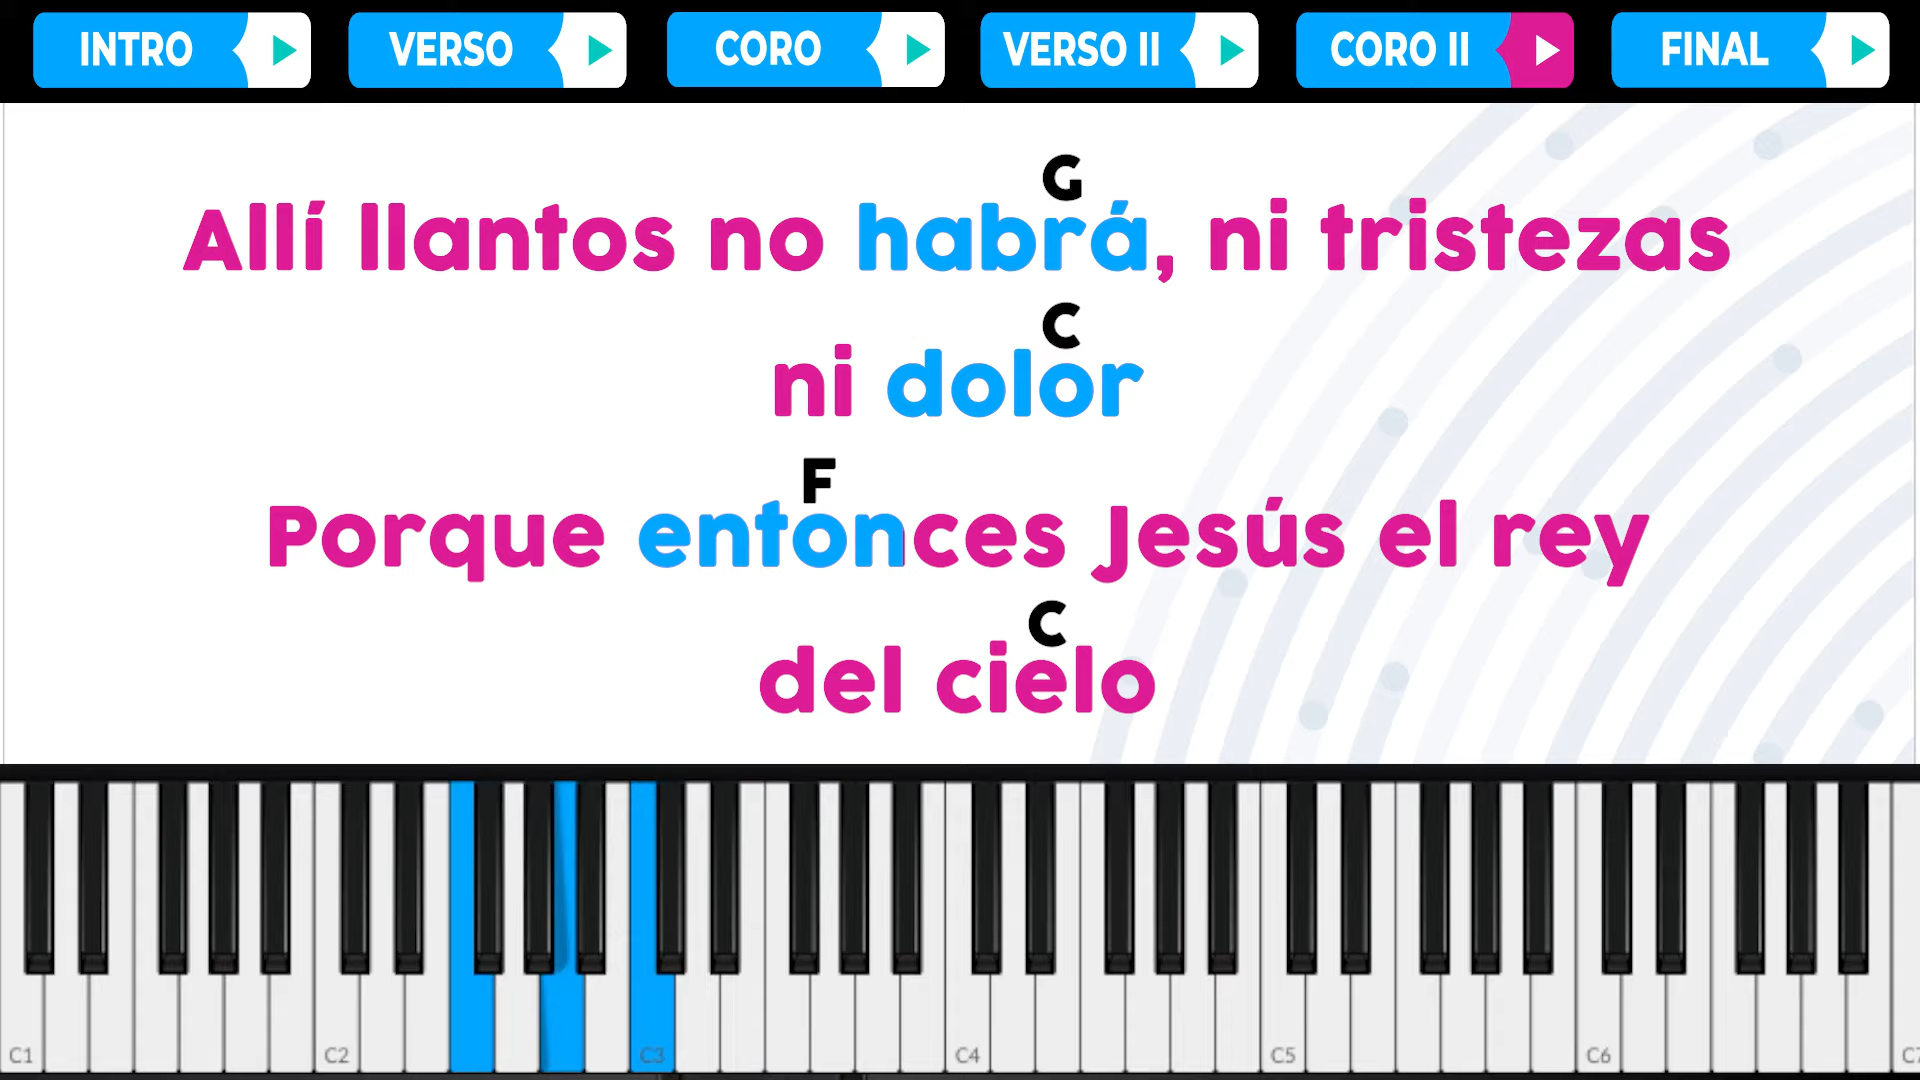 INTRO VERSO CORO VERSO II CORO II FINAL
G
Allí llantos no habrá, ni tristezas
C
ni dolor
F
Porque entonces Jesús el rey
C
del cielo
C1 C2 C3 C4 C5 C6 C7